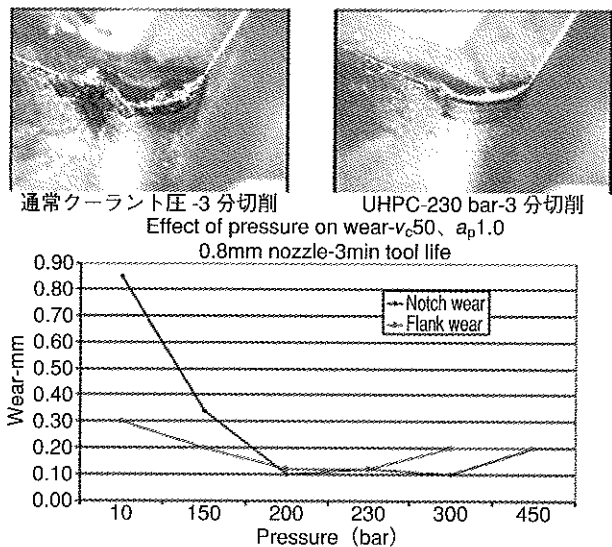 通常クーラント圧 -3 分切削
UHPC-230 bar-3 分切削
Effect of pressure on wear-vc50、ap1.0
0.8mm nozzle-3min tool life
0.90
0.80
0.70
0.60
0.50
0.40
0.30
0.20
0.10
0.00
Wear-mm
Notch wear
Flank wear
10 150 200 230 300 450
Pressure (bar)